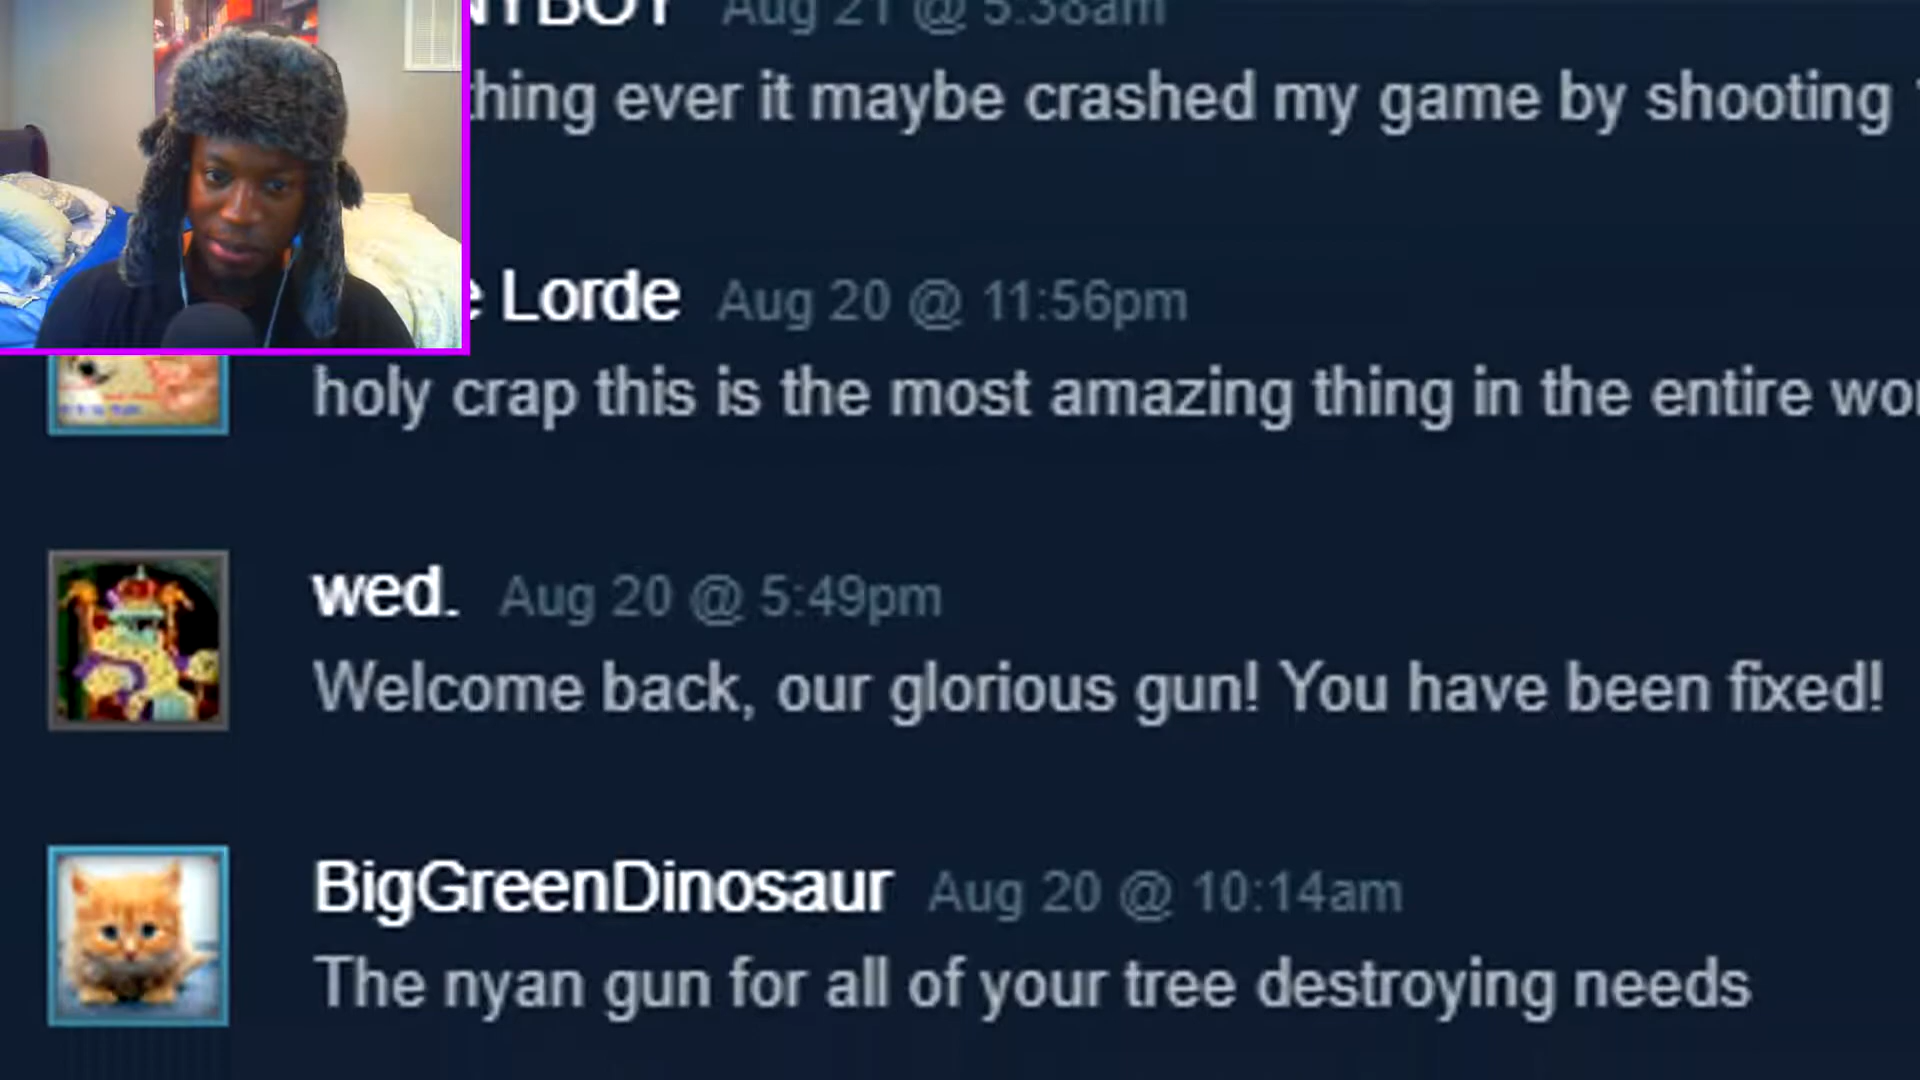 Aug 21 @ 5:38am
thing ever it maybe crashed my game by shooting
Lorde Aug 20 @ 11:56pm
holy crap this is the most amazing thing in the entire
wed. Aug 20 @ 5:49pm
Welcome back, our glorious gun! You have been fixed!
BigGreenDinosaur Aug 20 @ 10:14am
The nyan gun for all of your tree destroying needs